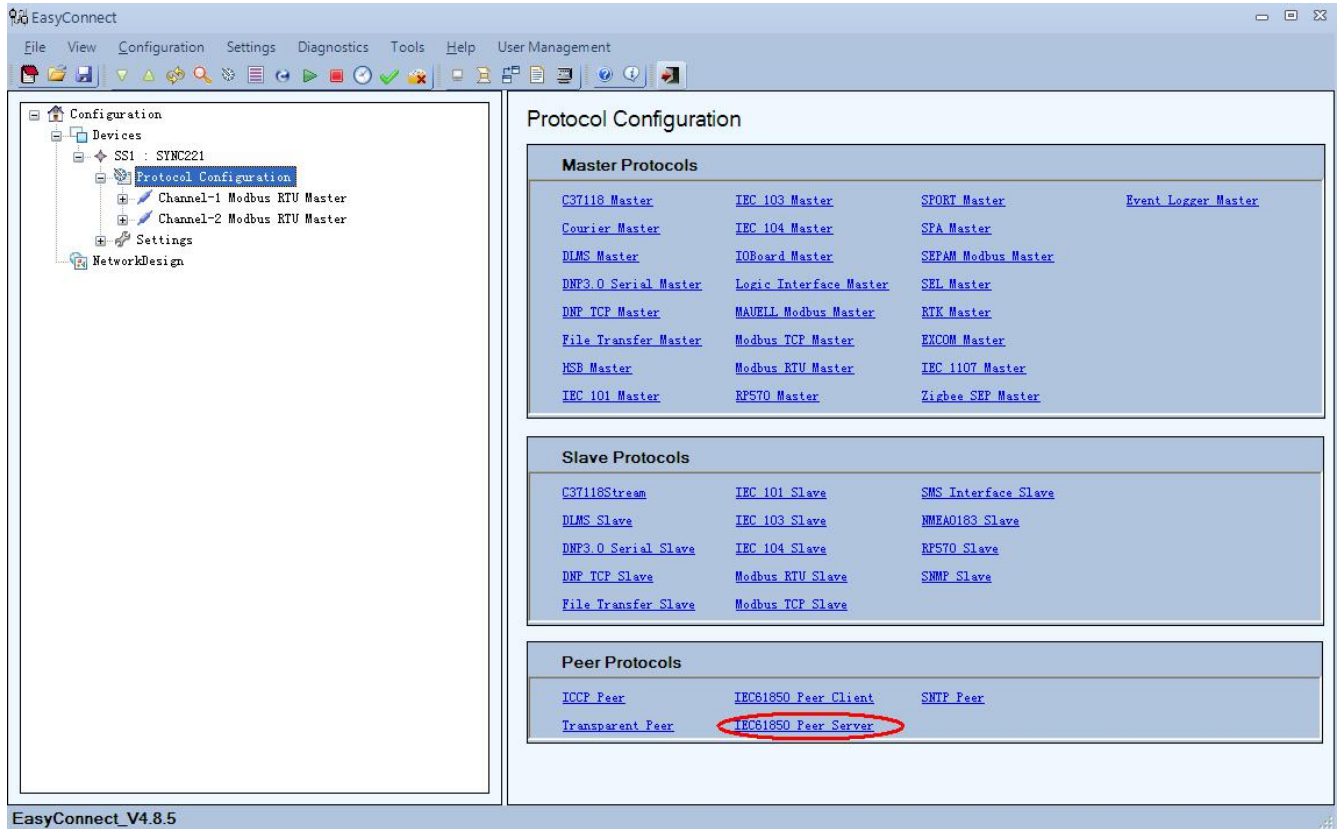 EasyConnect
File View Configuration Settings Diagnostics Tools Help User Management
Configuration
Devices
SS1 : SYNC221
Protocol Configuration
Channel-1 Modbus RTU Master
Channel-2 Modbus RTU Master
Settings
NetworkDesign
Protocol Configuration
Master Protocols
C37118 Master IEC 103 Master SPORT Master Event Logger Master
Courier Master IEC 104 Master SPA Master
DLMS Master IOBoard Master SEPAM Modbus Master
DNP3.0 Serial Master Logic Interface Master SEL Master
DNP TCP Master MAUELL Modbus Master RTK Master
File Transfer Master Modbus TCP Master EXCOM Master
HSB Master Modbus RTU Master IEC 1107 Master
IEC 101 Master RP570 Master Zigbee SEP Master
Slave Protocols
C37118Stream IEC 101 Slave SMS Interface Slave
DLMS Slave IEC 103 Slave NMEA0183 Slave
DNP3.0 Serial Slave IEC 104 Slave RP570 Slave
DNP TCP Slave Modbus RTU Slave SNMP Slave
File Transfer Slave Modbus TCP Slave
Peer Protocols
ICCP Peer IEC61850 Peer Client SNTP Peer
Transparent Peer IEC61850 Peer Server
EasyConnect_V4.8.5